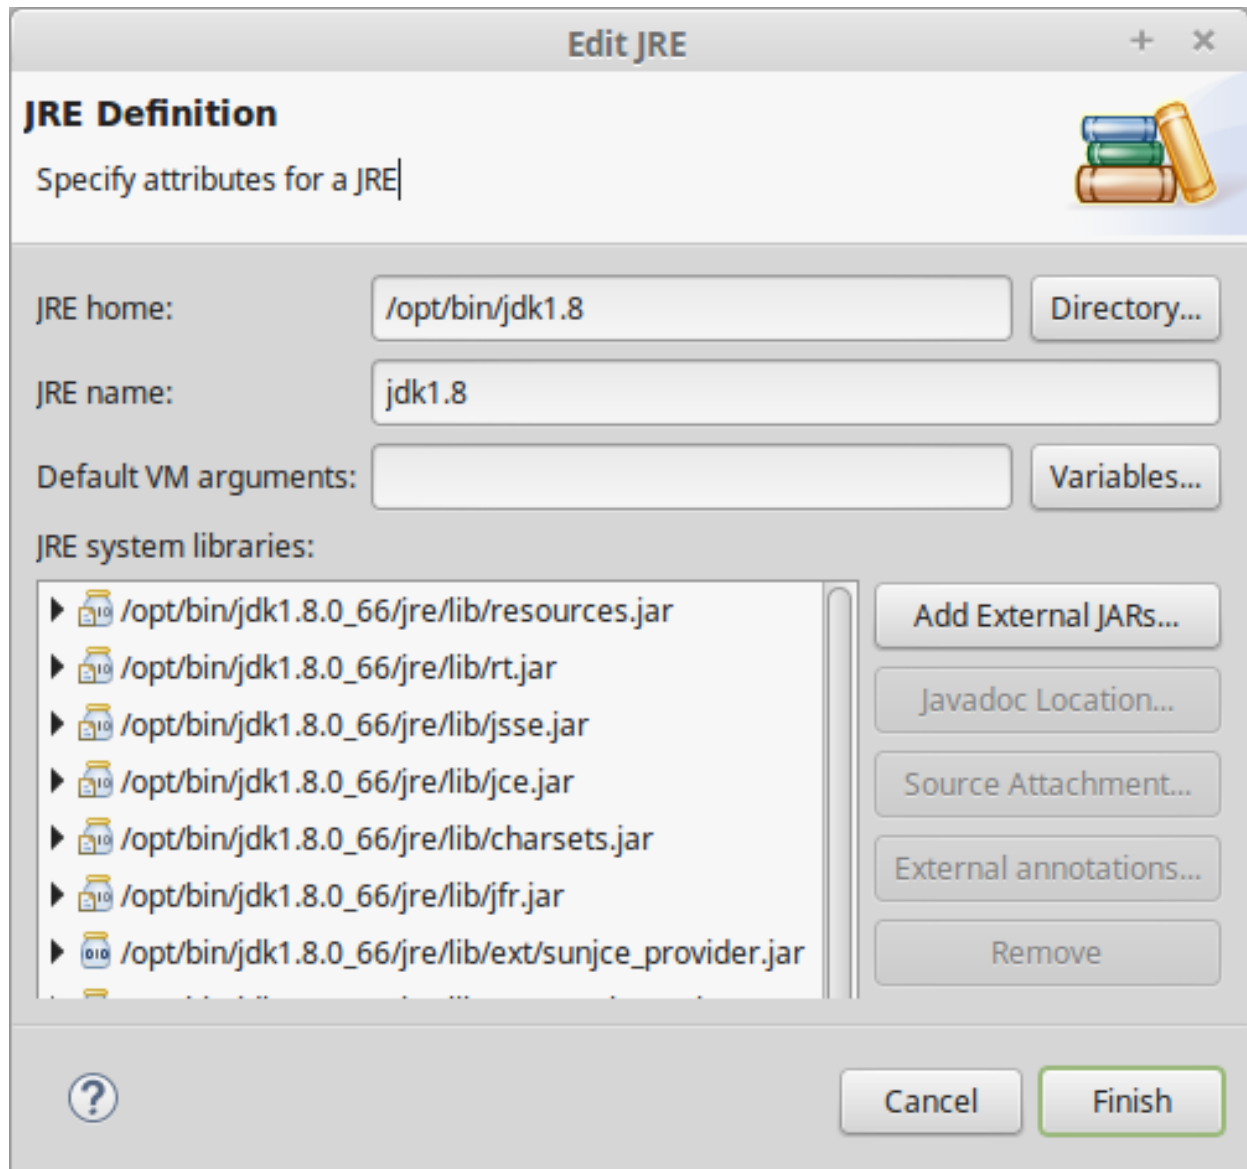 Edit JRE
JRE Definition
Specify attributes for a JRE
JRE home:
/opt/bin/jdk1.8
Directory...
JRE name:
jdk1.8
Default VM arguments:
Variables...
JRE system libraries:
/opt/bin/jdk1.8.0_66/jre/lib/resources.jar
/opt/bin/jdk1.8.0_66/jre/lib/rt.jar
/opt/bin/jdk1.8.0_66/jre/lib/jsse.jar
/opt/bin/jdk1.8.0_66/jre/lib/jce.jar
/opt/bin/jdk1.8.0_66/jre/lib/charsets.jar
/opt/bin/jdk1.8.0_66/jre/lib/jfr.jar
/opt/bin/jdk1.8.0_66/jre/lib/ext/sunjce_provider.jar
Add External JARs...
Javadoc Location...
Source Attachment...
External annotations...
Remove
?
Cancel
Finish